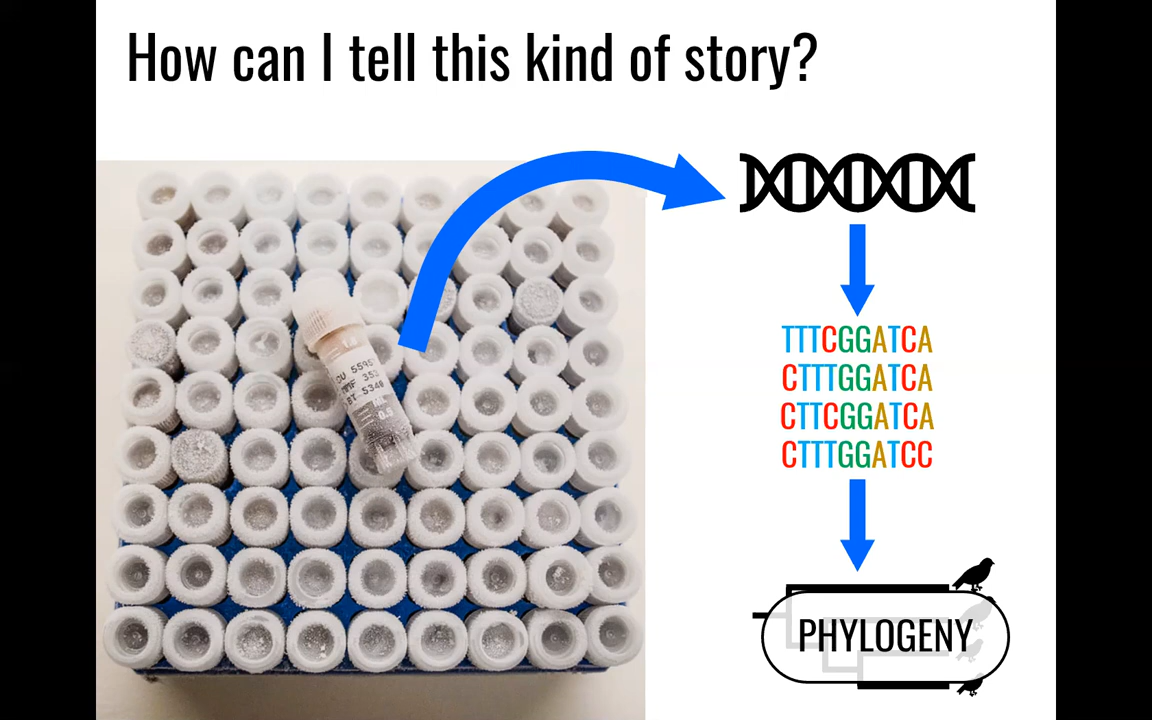 How can I tell this kind of story?
TTTCGGATCA
CTTTGGATCA
CTTCGGATCA
CTTTGGATCC
PHYLOGENY